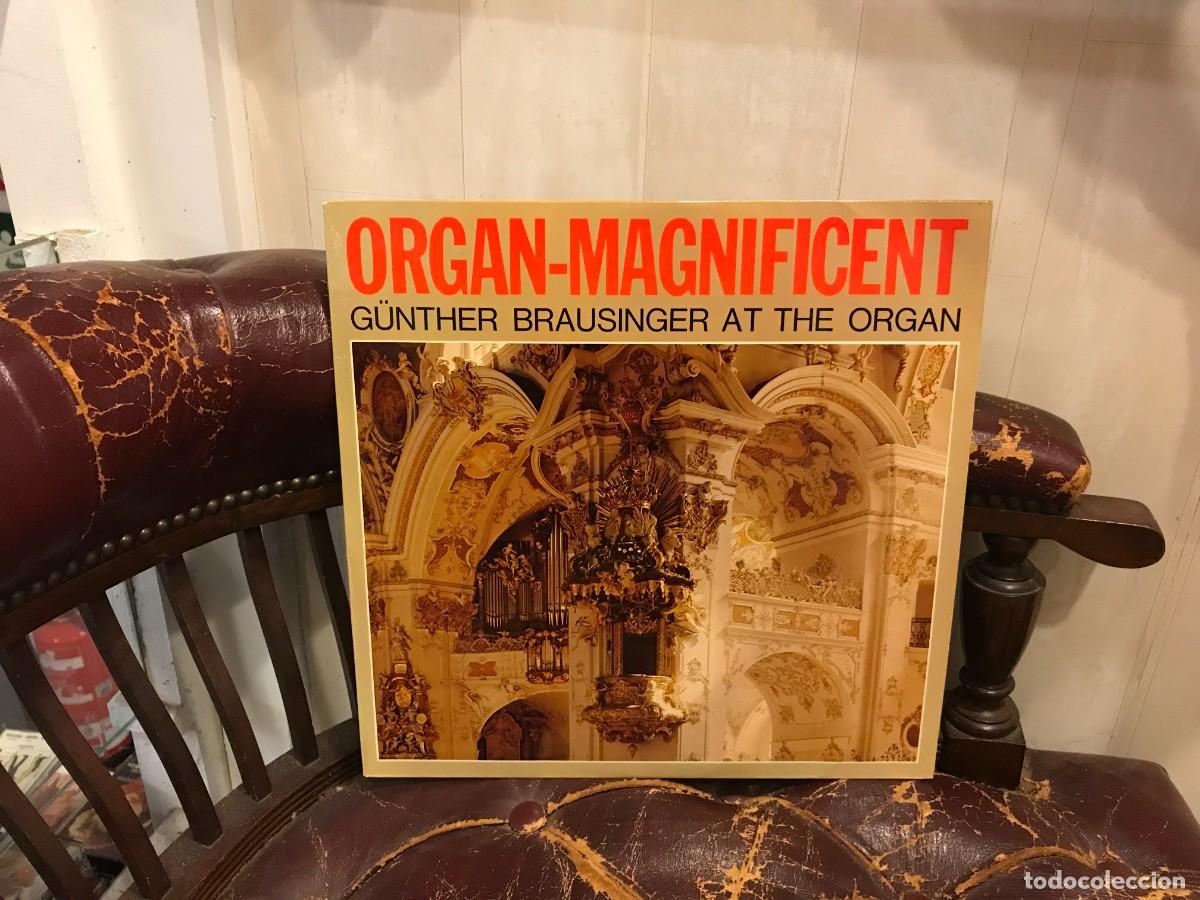 ORGAN-MAGNIFICENT
GÜNTHER BRAUSINGER AT THE ORGAN
todocoleccion